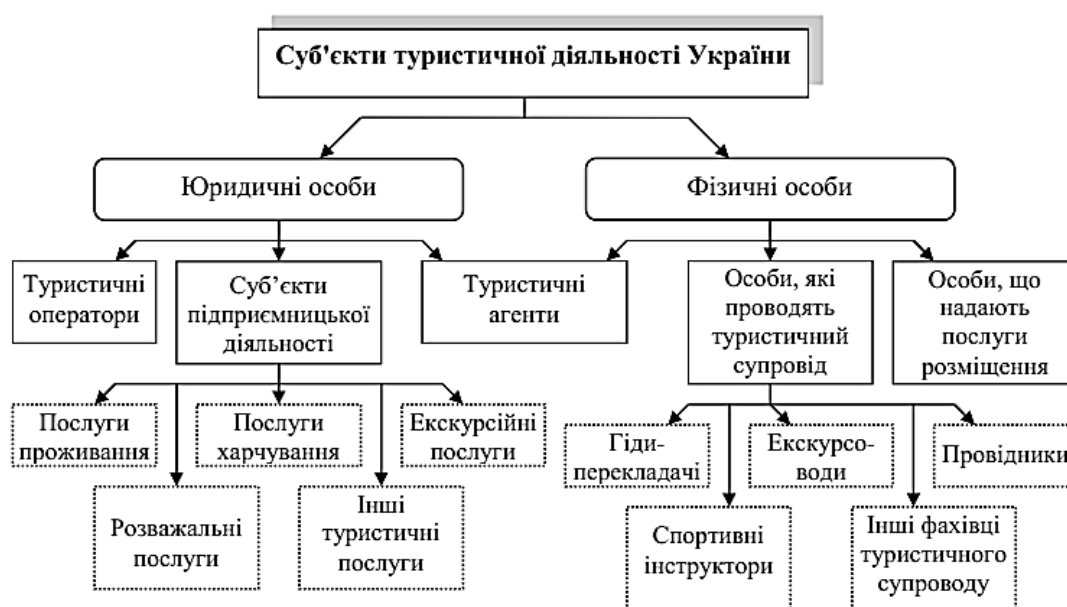 Суб'єкти туристичної діяльності України
Юридичні особи
Фізичні особи
Туристичні
оператори
Суб’єкти
підприємницької
діяльності
Туристичні
агенти
Особи, які
проводять
туристичний
супровід
Особи, що
надають
послуги
розміщення
Послуги
проживання
Послуги
харчування
Екскурсійні
послуги
Розважальні
послуги
Інші
туристичні
послуги
Гіди-
перекладачі
Екскурсо-
води
Провідники
Спортивні
інструктори
Інші фахівці
туристичного
супроводу